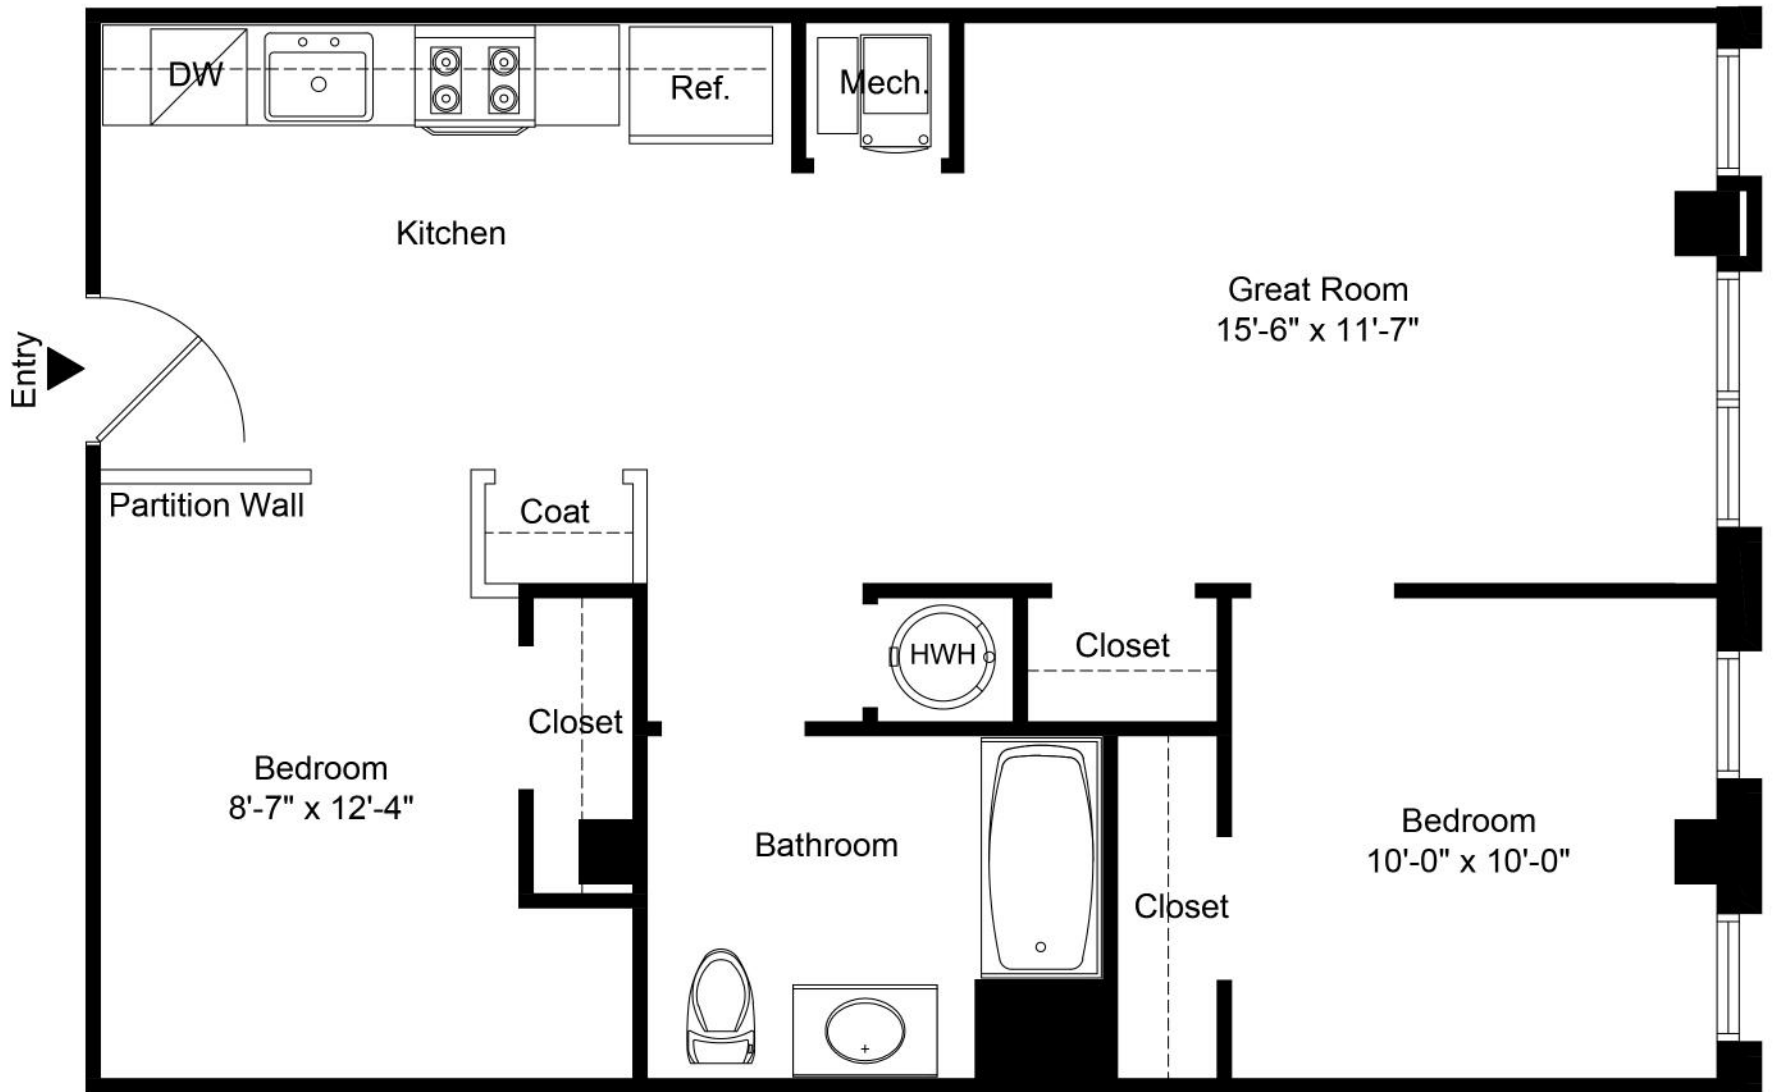 DW
Ref.
Mech.
Kitchen
Great Room
15'-6" x 11'-7"
Entry
Partition Wall
Coat
HWH
Closet
Closet
Bedroom
8'-7" x 12'-4"
Bathroom
Bedroom
10'-0" x 10'-0"
Closet